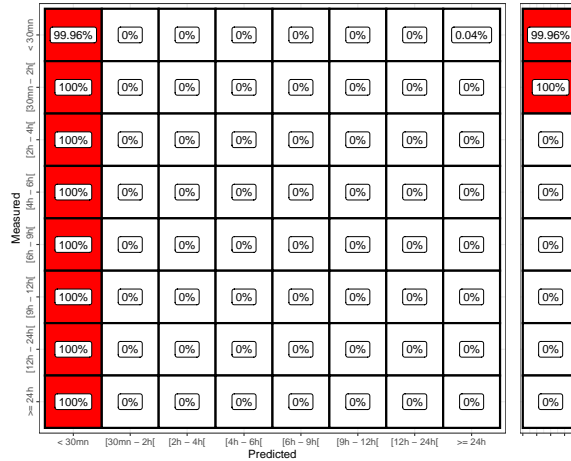 < 30mn 99.96% 0% 0% 0% 0% 0% 0% 0.04% 99.96%
[30mn − 2h[ 100% 0% 0% 0% 0% 0% 0% 0% 100%
[2h − 4h[ 100% 0% 0% 0% 0% 0% 0% 0% 0%
[4h − 6h[ 100% 0% 0% 0% 0% 0% 0% 0% 0%
[6h − 9h[ 100% 0% 0% 0% 0% 0% 0% 0% 0%
[9h − 12h[ 100% 0% 0% 0% 0% 0% 0% 0% 0%
[12h − 24h[ 100% 0% 0% 0% 0% 0% 0% 0% 0%
>= 24h 100% 0% 0% 0% 0% 0% 0% 0% 0%
Measured
< 30mn [30mn − 2h[ [2h − 4h[ [4h − 6h[ [6h − 9h[ [9h − 12h[ [12h − 24h[ >= 24h
Predicted